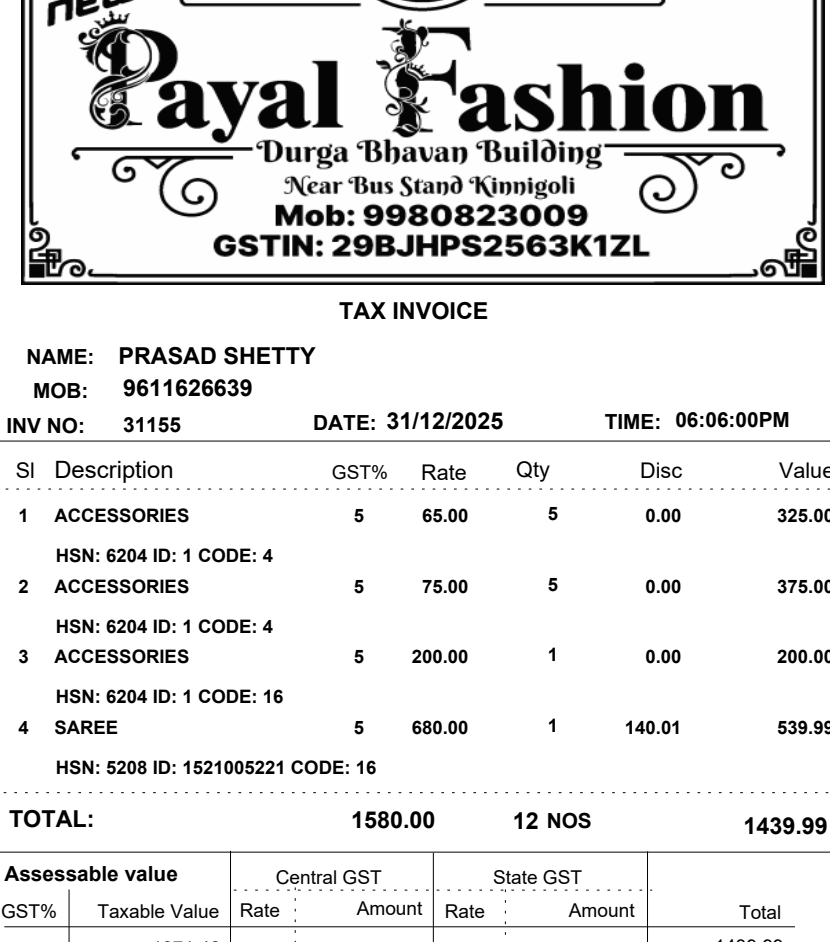 new
Payal Fashion
Durga Bhavan Building
Near Bus Stand Kinnigoli
Mob: 9980823009
GSTIN: 29BJHPS2563K1ZL
TAX INVOICE
NAME: PRASAD SHETTY
MOB: 9611626639
INV NO: 31155 DATE: 31/12/2025 TIME: 06:06:00PM
Sl Description GST% Rate Qty Disc Value
1 ACCESSORIES 5 65.00 5 0.00 325.00
HSN: 6204 ID: 1 CODE: 4
2 ACCESSORIES 5 75.00 5 0.00 375.00
HSN: 6204 ID: 1 CODE: 4
3 ACCESSORIES 5 200.00 1 0.00 200.00
HSN: 6204 ID: 1 CODE: 16
4 SAREE 5 680.00 1 140.01 539.99
HSN: 5208 ID: 1521005221 CODE: 16
TOTAL: 1580.00 12 NOS 1439.99
Assessable value Central GST State GST
GST% Taxable Value Rate Amount Rate Amount Total